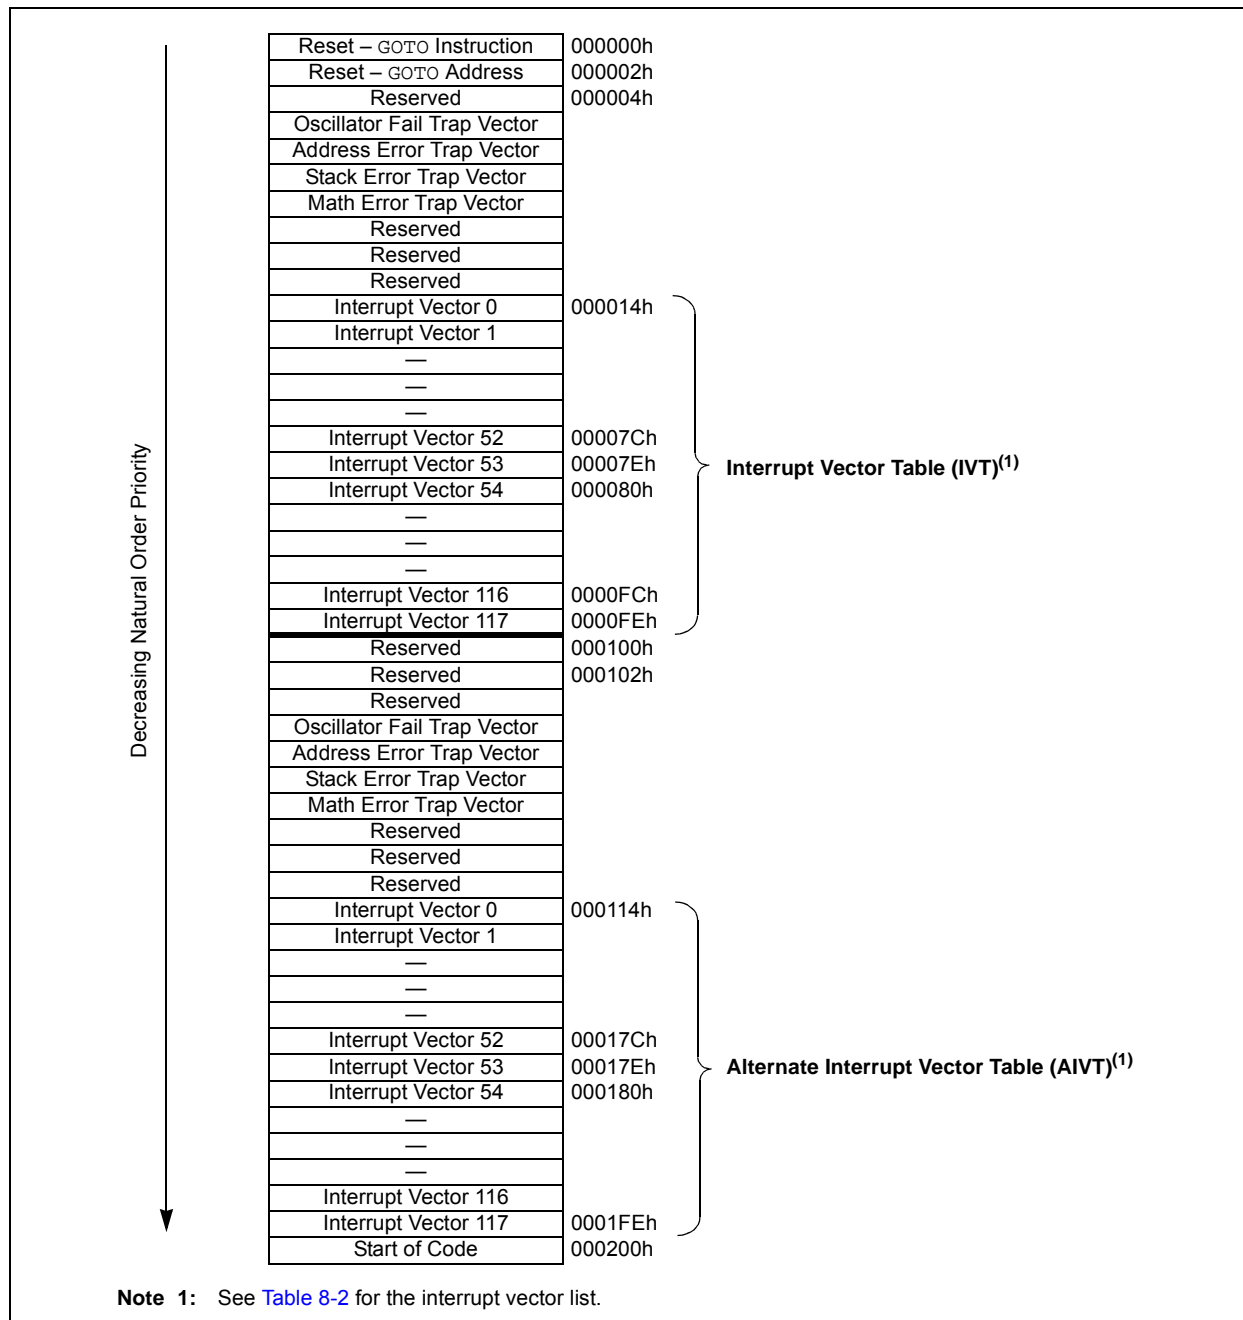 Reset – GOTO Instruction 000000h
Reset – GOTO Address 000002h
Reserved 000004h
Oscillator Fail Trap Vector
Address Error Trap Vector
Stack Error Trap Vector
Math Error Trap Vector
Reserved
Reserved
Reserved
Interrupt Vector 0 000014h
Interrupt Vector 1
—
—
—
Interrupt Vector 52 00007Ch
Interrupt Vector 53 00007Eh
Interrupt Vector 54 000080h
—
—
—
Interrupt Vector 116 0000FCh
Interrupt Vector 117 0000FEh
Reserved 000100h
Reserved 000102h
Reserved
Oscillator Fail Trap Vector
Address Error Trap Vector
Stack Error Trap Vector
Math Error Trap Vector
Reserved
Reserved
Reserved
Interrupt Vector 0 000114h
Interrupt Vector 1
—
—
—
Interrupt Vector 52 00017Ch
Interrupt Vector 53 00017Eh
Interrupt Vector 54 000180h
—
—
—
Interrupt Vector 116
Interrupt Vector 117 0001FEh
Start of Code 000200h
Decreasing Natural Order Priority
Interrupt Vector Table (IVT)(1)
Alternate Interrupt Vector Table (AIVT)(1)
Note 1: See Table 8-2 for the interrupt vector list.